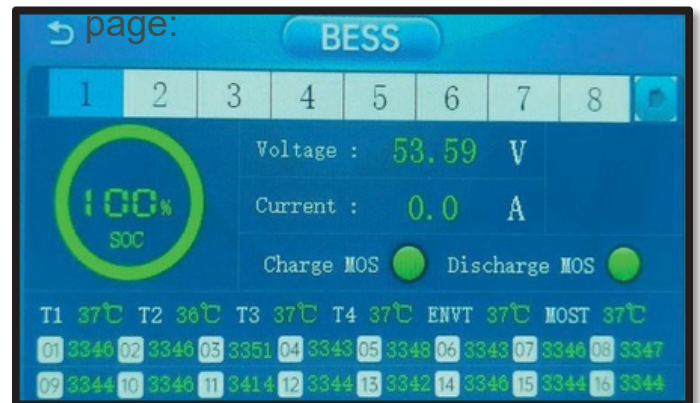 page:
BESS
1 2 3 4 5 6 7 8
Voltage : 53.59 V
100% SOC
Current : 0.0 A
Charge MOS Discharge MOS
T1 37℃ T2 36℃ T3 37℃ T4 37℃ ENVT 37℃ MOST 37℃
01 3346 02 3346 03 3351 04 3343 05 3348 06 3343 07 3346 08 3347
09 3344 10 3346 11 3414 12 3344 13 3342 14 3346 15 3344 16 3344